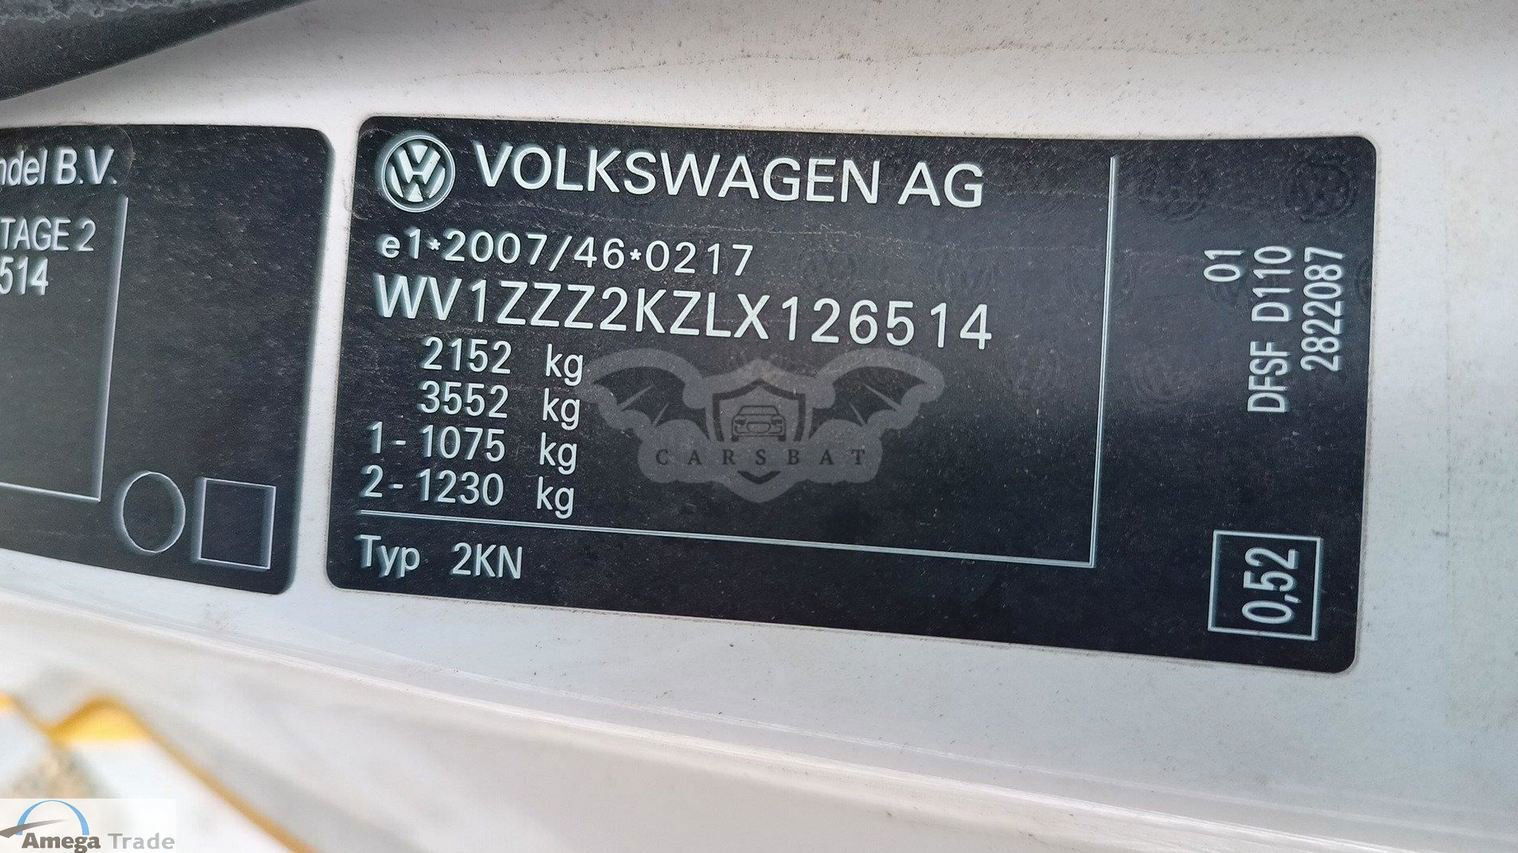 ndel B.V.
TAGE 2
514
VOLKSWAGEN AG
e1*2007/46*0217
WV1ZZZ2KZLX126514
2152 kg
3552 kg
1- 1075 kg
2- 1230 kg
Typ 2KN
01
DFSF D110
2822087
0,52
CARSBAT
Amega Trade